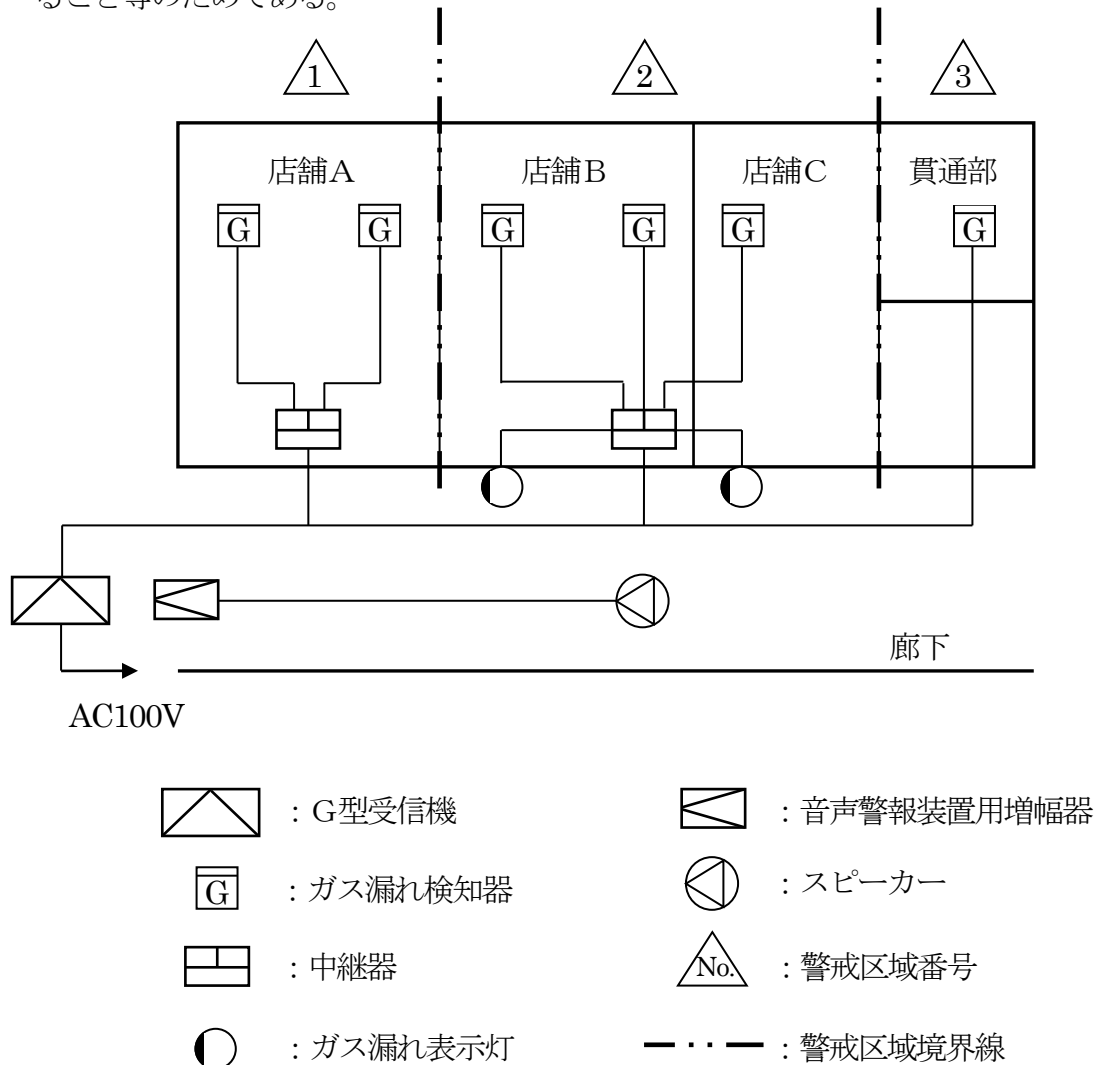 ること等のためである。
1 2 3
店舗A 店舗B 店舗C 貫通部
G G G G G G
廊下
AC100V
：G型受信機 ：音声警報装置用増幅器
G ：ガス漏れ検知器 ：スピーカー
：中継器 No. ：警戒区域番号
：ガス漏れ表示灯 ：警戒区域境界線